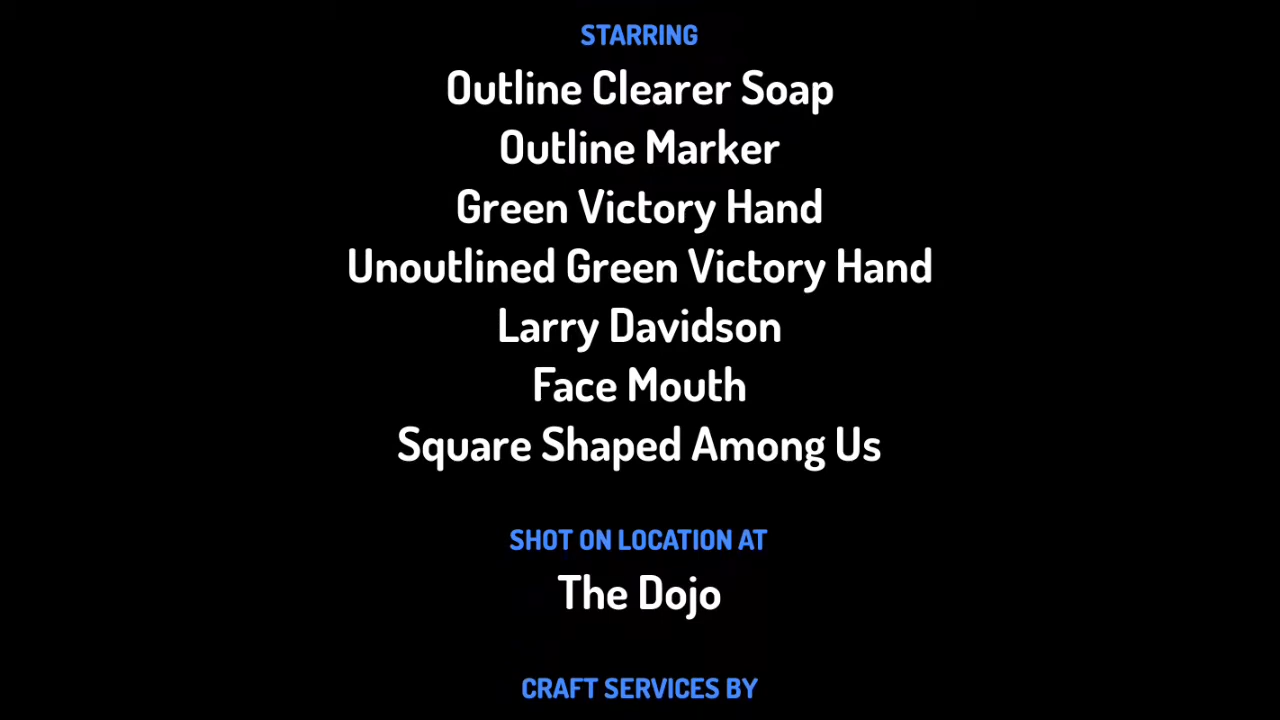 STARRING
Outline Clearer Soap
Outline Marker
Green Victory Hand
Unoutlined Green Victory Hand
Larry Davidson
Face Mouth
Square Shaped Among Us
SHOT ON LOCATION AT
The Dojo
CRAFT SERVICES BY